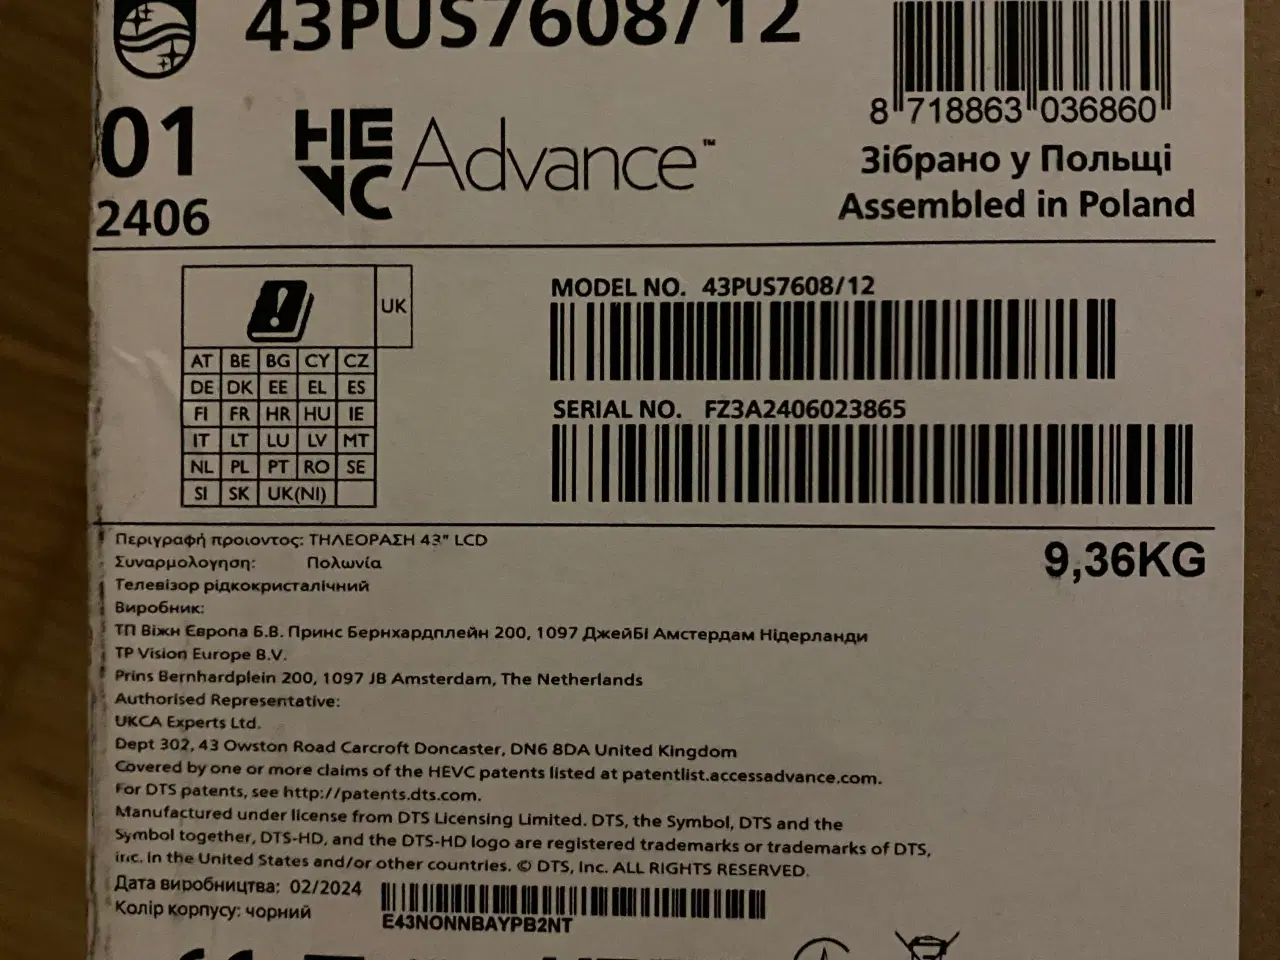 43PUS7608/12
8 718863 036860
01
HEVC Advance™
Зібрано у Польщі
2406
Assembled in Poland
UK
MODEL NO. 43PUS7608/12
AT BE BG CY CZ
DE DK EE EL ES
FI FR HR HU IE
IT LT LU LV MT
NL PL PT RO SE
SI SK UK(NI)
SERIAL NO. FZ3A2406023865
Περιγραφή προιοντος: ΤΗΛΕΟΡΑΣΗ 43" LCD
9,36KG
Συναρμολογηση: Πολωνία
Телевізор рідкокристалічний
Виробник:
ТП Віжн Європа Б.В. Принс Бернхардплейн 200, 1097 ДжейБі Амстердам Нідерланди
TP Vision Europe B.V.
Prins Bernhardplein 200, 1097 JB Amsterdam, The Netherlands
Authorised Representative:
UKCA Experts Ltd.
Dept 302, 43 Owston Road Carcroft Doncaster, DN6 8DA United Kingdom
Covered by one or more claims of the HEVC patents listed at patentlist.accessadvance.com.
For DTS patents, see http://patents.dts.com.
Manufactured under license from DTS Licensing Limited. DTS, the Symbol, DTS and the
Symbol together, DTS-HD, and the DTS-HD logo are registered trademarks or trademarks of DTS,
Inc. in the United States and/or other countries. © DTS, Inc. ALL RIGHTS RESERVED.
Дата виробництва: 02/2024
Колір корпусу: чорний
E43NONNBAYPB2NT